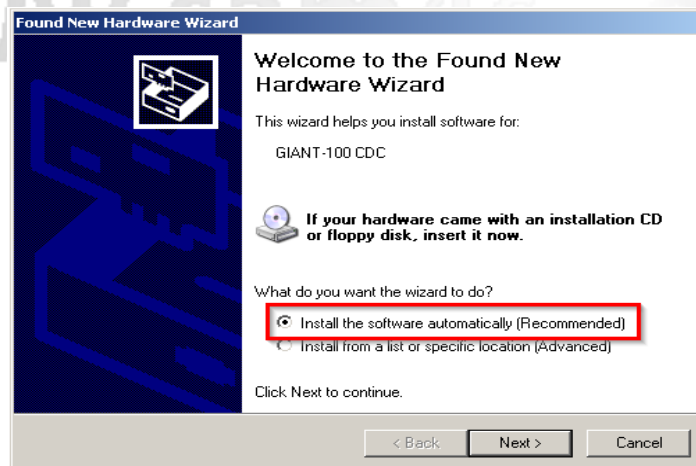 Found New Hardware Wizard
Welcome to the Found New
Hardware Wizard
This wizard helps you install software for:
GIANT-100 CDC
If your hardware came with an installation CD
or floppy disk, insert it now.
What do you want the wizard to do?
Install the software automatically (Recommended)
Install from a list or specific location (Advanced)
Click Next to continue.
< Back
Next >
Cancel